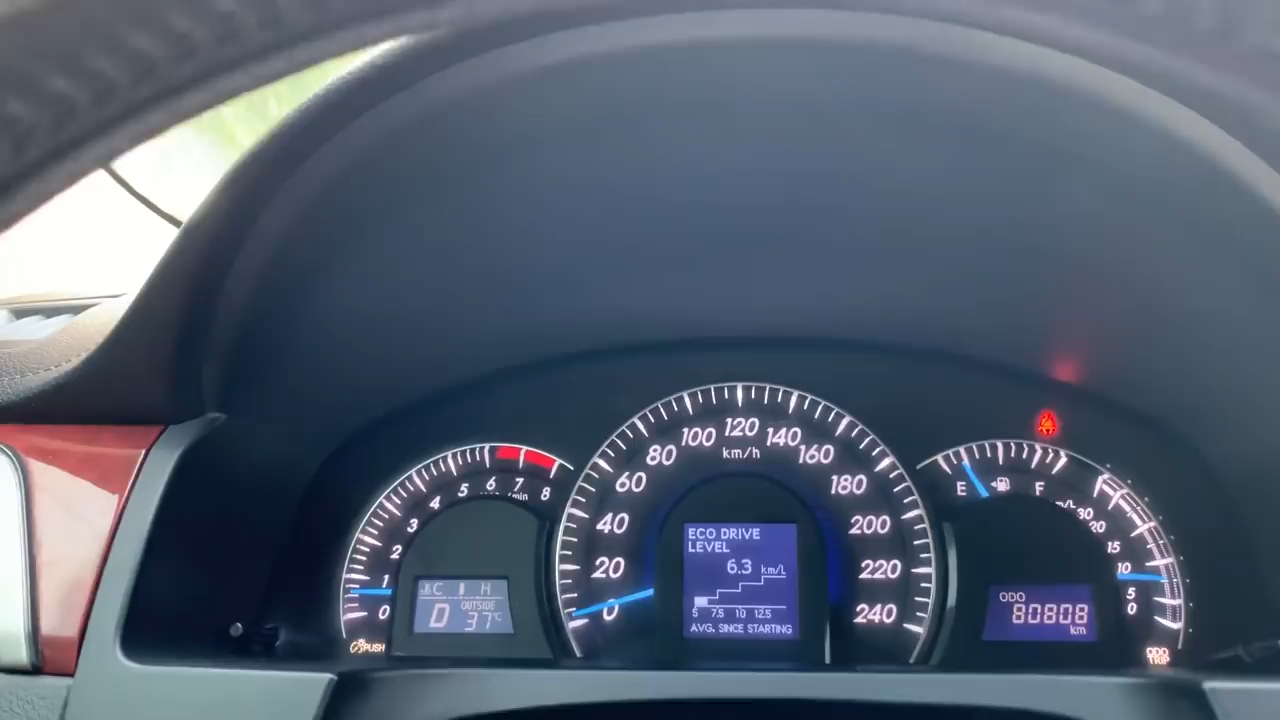 0 1 2 3 4 5 6 7 8
C H
D OUTSIDE 37°C
PUSH
0 20 40 60 80 100 120 140 160 180 200 220 240
km/h
ECO DRIVE
LEVEL
6.3 km/L
5 7.5 10 12.5
AVG. SINCE STARTING
E F
30 20 15 10 5 0
ODO
80808
km
ODO
TRIP